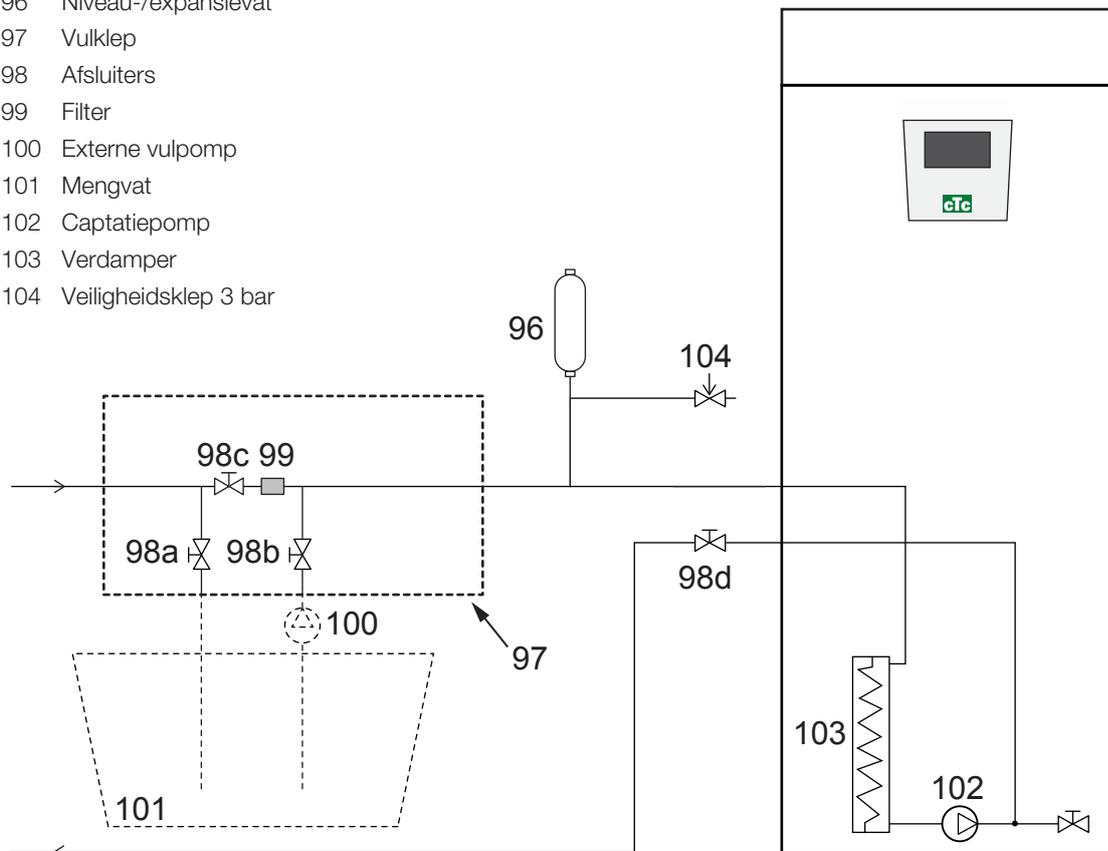 96 Niveau-/expansievat
97 Vulklep
98 Afsluiters
99 Filter
100 Externe vulpomp
101 Mengvat
102 Captatiepomp
103 Verdamper
104 Veiligheidsklep 3 bar
cTc
96
104
98c 99
98a 98b
98d
100
97
103
102
101